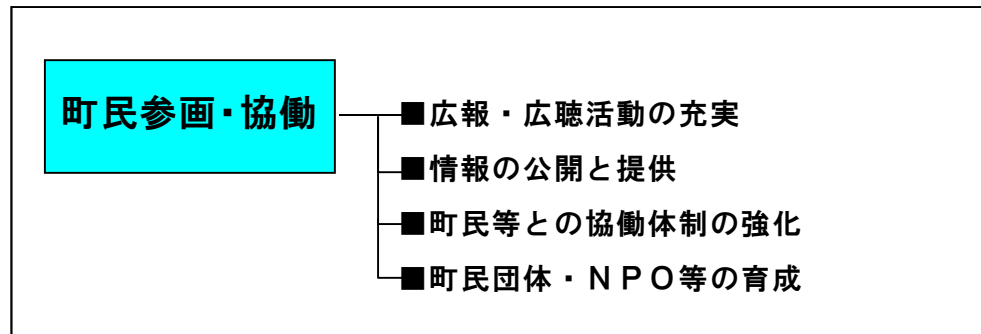 町民参画・協働
■広報・広聴活動の充実
■情報の公開と提供
■町民等との協働体制の強化
■町民団体・ＮＰＯ等の育成